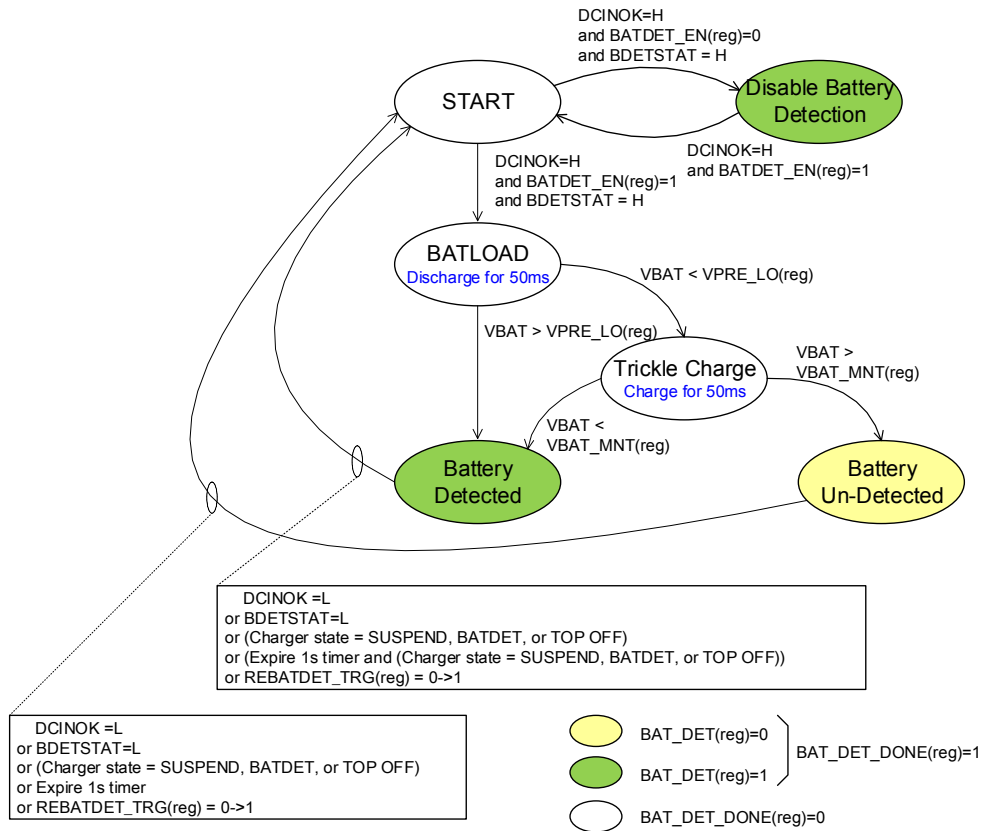 DCINOK=H
and BATDET_EN(reg)=0
and BDETSTAT = H
START
Disable Battery
Detection
DCINOK=H
and BATDET_EN(reg)=1
DCINOK=H
and BATDET_EN(reg)=1
and BDETSTAT = H
BATLOAD
Discharge for 50ms
VBAT < VPRE_LO(reg)
VBAT > VPRE_LO(reg)
Trickle Charge
Charge for 50ms
VBAT >
VBAT_MNT(reg)
VBAT <
VBAT_MNT(reg)
Battery
Detected
Battery
Un-Detected
DCINOK =L
or BDETSTAT=L
or (Charger state = SUSPEND, BATDET, or TOP OFF)
or (Expire 1s timer and (Charger state = SUSPEND, BATDET, or TOP OFF))
or REBATDET_TRG(reg) = 0->1
DCINOK =L
or BDETSTAT=L
or (Charger state = SUSPEND, BATDET, or TOP OFF)
or Expire 1s timer
or REBATDET_TRG(reg) = 0->1
BAT_DET(reg)=0
BAT_DET(reg)=1
BAT_DET_DONE(reg)=1
BAT_DET_DONE(reg)=0